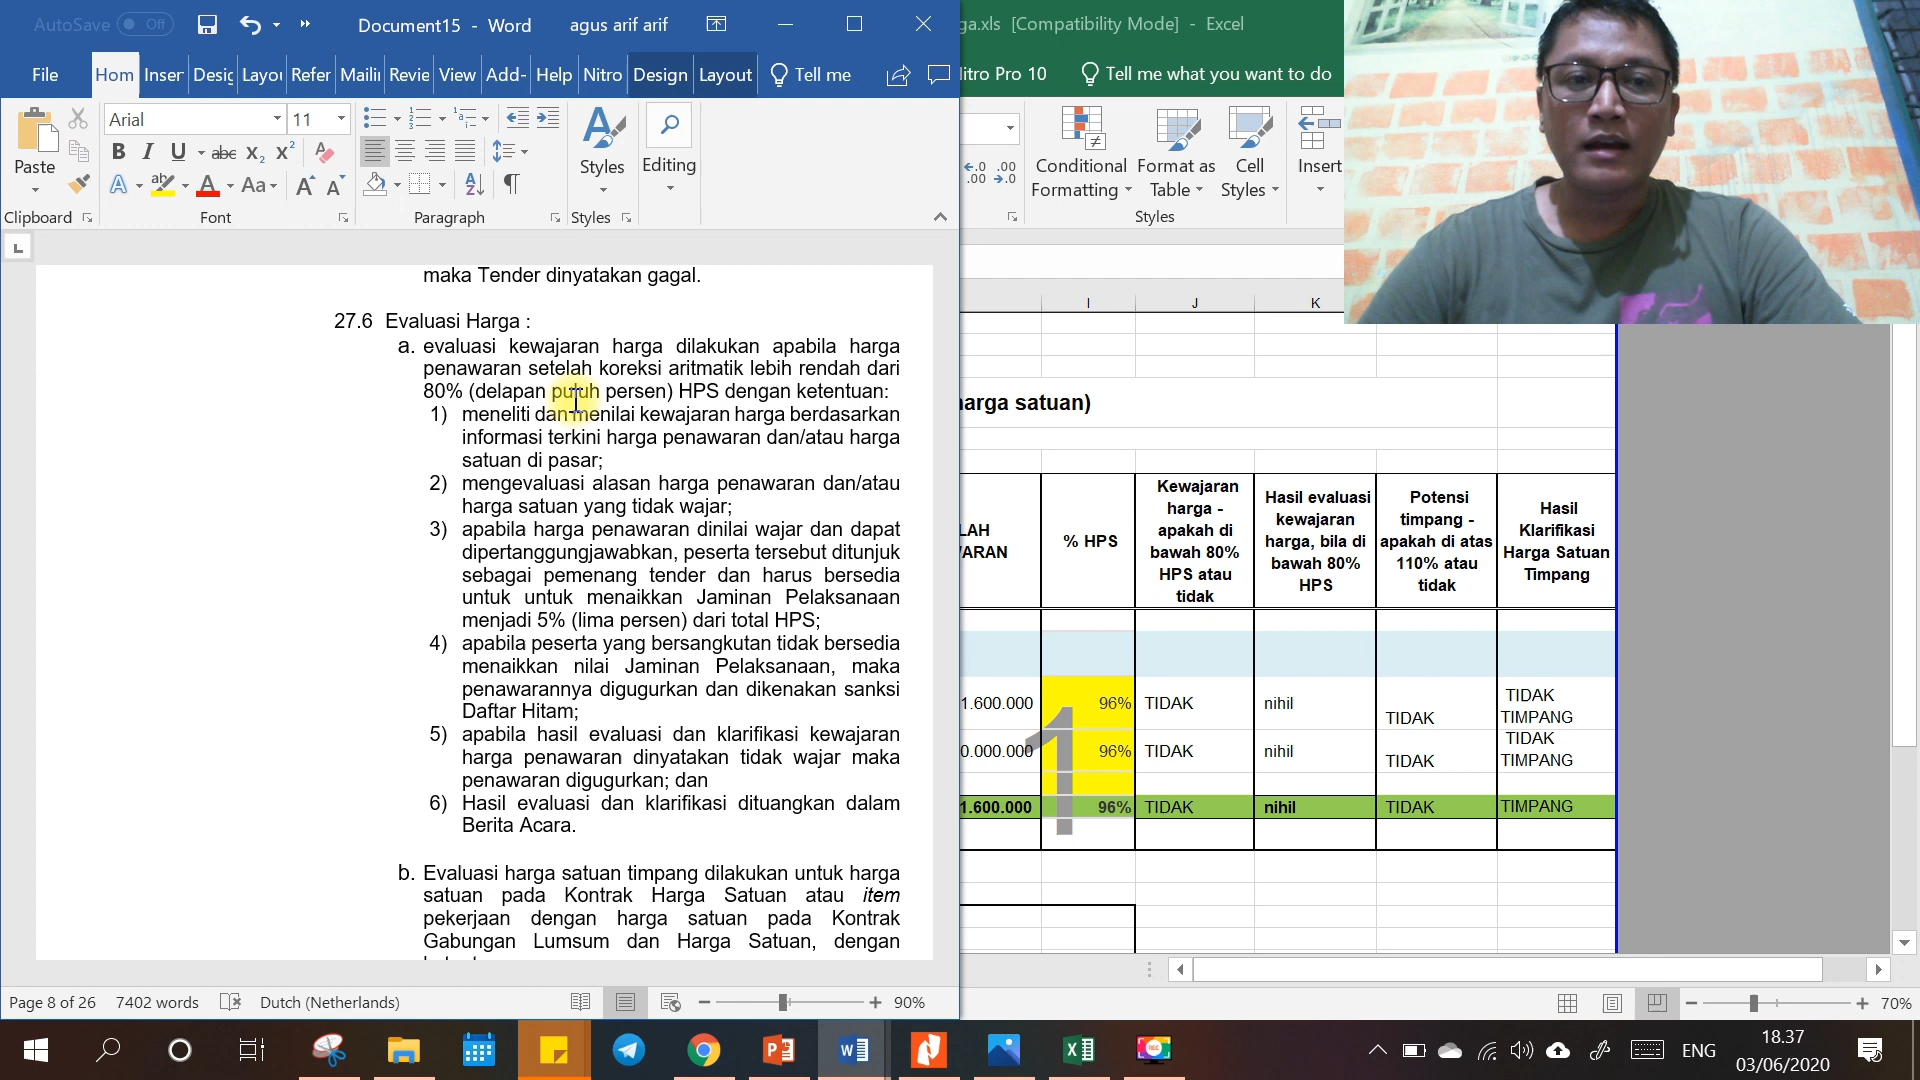 AutoSave Off
Document15 - Word
agus arif arif
File Hom Inser Desig Layou Refer Mailin Revie View Add- Help Nitro Design Layout Tell me
Paste
Clipboard
Arial 11
B I U abc X2 X2
A ab A Aa A A
Font
Paragraph
Styles
Styles
Editing
ga.xls [Compatibility Mode] - Excel
Nitro Pro 10 Tell me what you want to do
Conditional
Formatting
Format as
Table
Cell
Styles
Styles
Insert
maka Tender dinyatakan gagal.
27.6 Evaluasi Harga :
a. evaluasi kewajaran harga dilakukan apabila harga
penawaran setelah koreksi aritmatik lebih rendah dari
80% (delapan puluh persen) HPS dengan ketentuan:
1) meneliti dan menilai kewajaran harga berdasarkan
informasi terkini harga penawaran dan/atau harga
satuan di pasar;
2) mengevaluasi alasan harga penawaran dan/atau
harga satuan yang tidak wajar;
3) apabila harga penawaran dinilai wajar dan dapat
dipertanggungjawabkan, peserta tersebut ditunjuk
sebagai pemenang tender dan harus bersedia
untuk untuk menaikkan Jaminan Pelaksanaan
menjadi 5% (lima persen) dari total HPS;
4) apabila peserta yang bersangkutan tidak bersedia
menaikkan nilai Jaminan Pelaksanaan, maka
penawarannya digugurkan dan dikenakan sanksi
Daftar Hitam;
5) apabila hasil evaluasi dan klarifikasi kewajaran
harga penawaran dinyatakan tidak wajar maka
penawaran digugurkan; dan
6) Hasil evaluasi dan klarifikasi dituangkan dalam
Berita Acara.
b. Evaluasi harga satuan timpang dilakukan untuk harga
satuan pada Kontrak Harga Satuan atau item
pekerjaan dengan harga satuan pada Kontrak
Gabungan Lumsum dan Harga Satuan, dengan
I J K
harga satuan)
LAH
ARAN
% HPS
Kewajaran
harga -
apakah di
bawah 80%
HPS atau
tidak
Hasil evaluasi
kewajaran
harga, bila di
bawah 80%
HPS
Potensi
timpang -
apakah di atas
110% atau
tidak
Hasil
Klarifikasi
Harga Satuan
Timpang
1.600.000 96% TIDAK nihil TIDAK TIDAK
TIMPANG
0.000.000 96% TIDAK nihil TIDAK TIDAK
TIMPANG
1.600.000 96% TIDAK nihil TIDAK TIMPANG
1
Page 8 of 26 7402 words Dutch (Netherlands) 90%
70%
ENG
18.37
03/06/2020